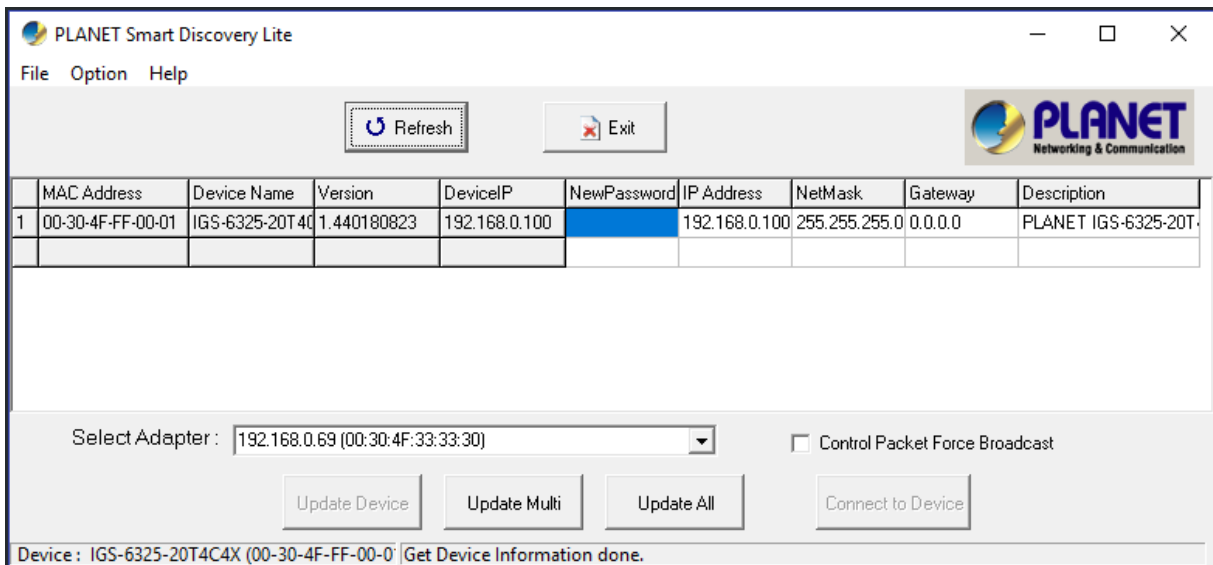 PLANET Smart Discovery Lite
File Option Help
Refresh Exit
PLANET
Networking & Communication
MAC Address Device Name Version DeviceIP NewPassword IP Address NetMask Gateway Description
1 00-30-4F-FF-00-01 IGS-6325-20T4C 1.440180823 192.168.0.100 192.168.0.100 255.255.255.0 0.0.0.0 PLANET IGS-6325-20T
Select Adapter : 192.168.0.69 (00:30:4F:33:33:30) Control Packet Force Broadcast
Update Device Update Multi Update All Connect to Device
Device : IGS-6325-20T4C4X (00-30-4F-FF-00-0 Get Device Information done.